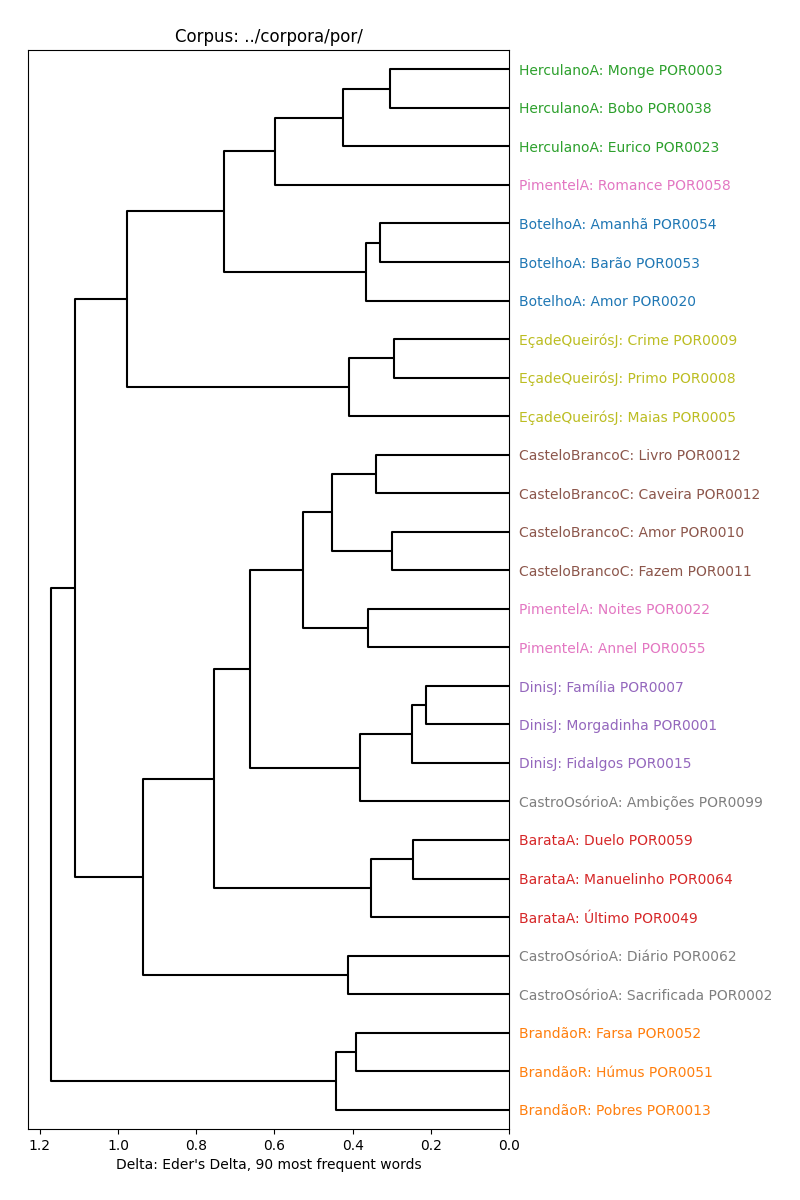 Corpus: ../corpora/por/
HerculanoA: Monge POR0003
HerculanoA: Bobo POR0038
HerculanoA: Eurico POR0023
PimentelA: Romance POR0058
BotelhoA: Amanhã POR0054
BotelhoA: Barão POR0053
BotelhoA: Amor POR0020
EçadeQueirósJ: Crime POR0009
EçadeQueirósJ: Primo POR0008
EçadeQueirósJ: Maias POR0005
CasteloBrancoC: Livro POR0012
CasteloBrancoC: Caveira POR0012
CasteloBrancoC: Amor POR0010
CasteloBrancoC: Fazem POR0011
PimentelA: Noites POR0022
PimentelA: Annel POR0055
DinisJ: Família POR0007
DinisJ: Morgadinha POR0001
DinisJ: Fidalgos POR0015
CastroOsórioA: Ambições POR0099
BarataA: Duelo POR0059
BarataA: Manuelinho POR0064
BarataA: Último POR0049
CastroOsórioA: Diário POR0062
CastroOsórioA: Sacrificada POR0002
BrandãoR: Farsa POR0052
BrandãoR: Húmus POR0051
BrandãoR: Pobres POR0013
1.2 1.0 0.8 0.6 0.4 0.2 0.0
Delta: Eder's Delta, 90 most frequent words